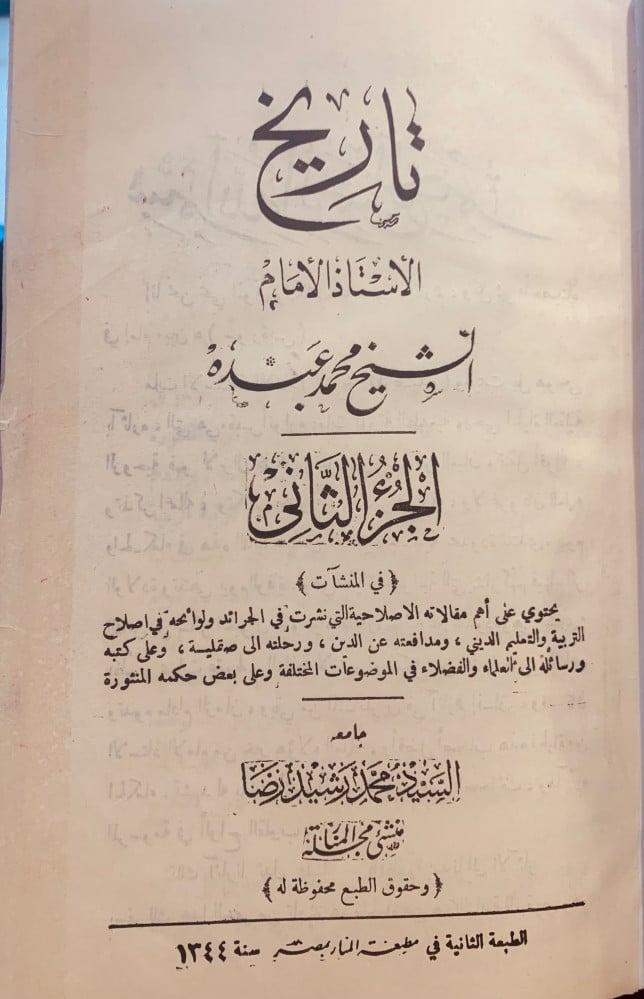 تاريخ
الأستاذ الأمام
الشيخ محمد عبده
الجزء الثاني
﴿ في المنشآت ﴾
يحتوي على أهم مقالاته الاصلاحية التي نشرت في الجرائد ولوائحه في اصلاح
التربية والتعليم الديني ، ومدافعته عن الدين ، ورحلته الى صقلية ، وعلى كتبه
ورسائله الى العلماء والفضلاء في الموضوعات المختلفة وعلى بعض حكمه المنثورة
جامعه
السيد محمد رشيد رضا
منشئ مجلة المنار
﴿ وحقوق الطبع محفوظة له ﴾
الطبعة الثانية في مطبعة المنار بمصر سنة ١٣٤٤